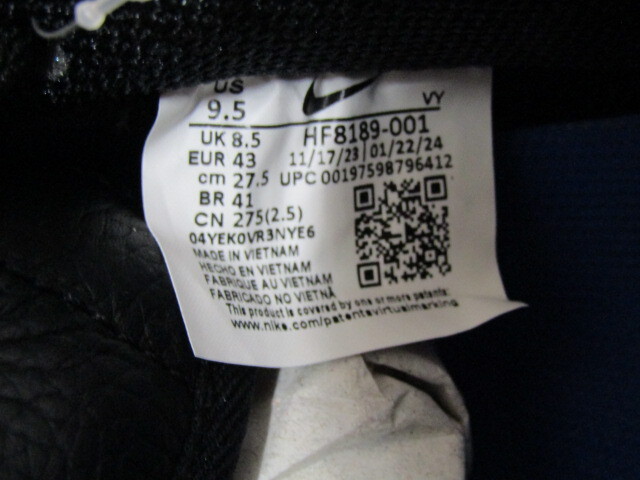 US
9.5
VY
UK 8.5 HF8189-001
EUR 43 11/17/23 01/22/24
cm 27.5 UPC 00197598796412
BR 41
CN 275(2.5)
04YEK0VR3NYE6
MADE IN VIETNAM
HECHO EN VIETNAM
FABRIQUE AU VIETNAM
FABRICADO NO VIETNÃ
This product is covered by one or more patents:
www.nike.com/patentsvirtualmarking